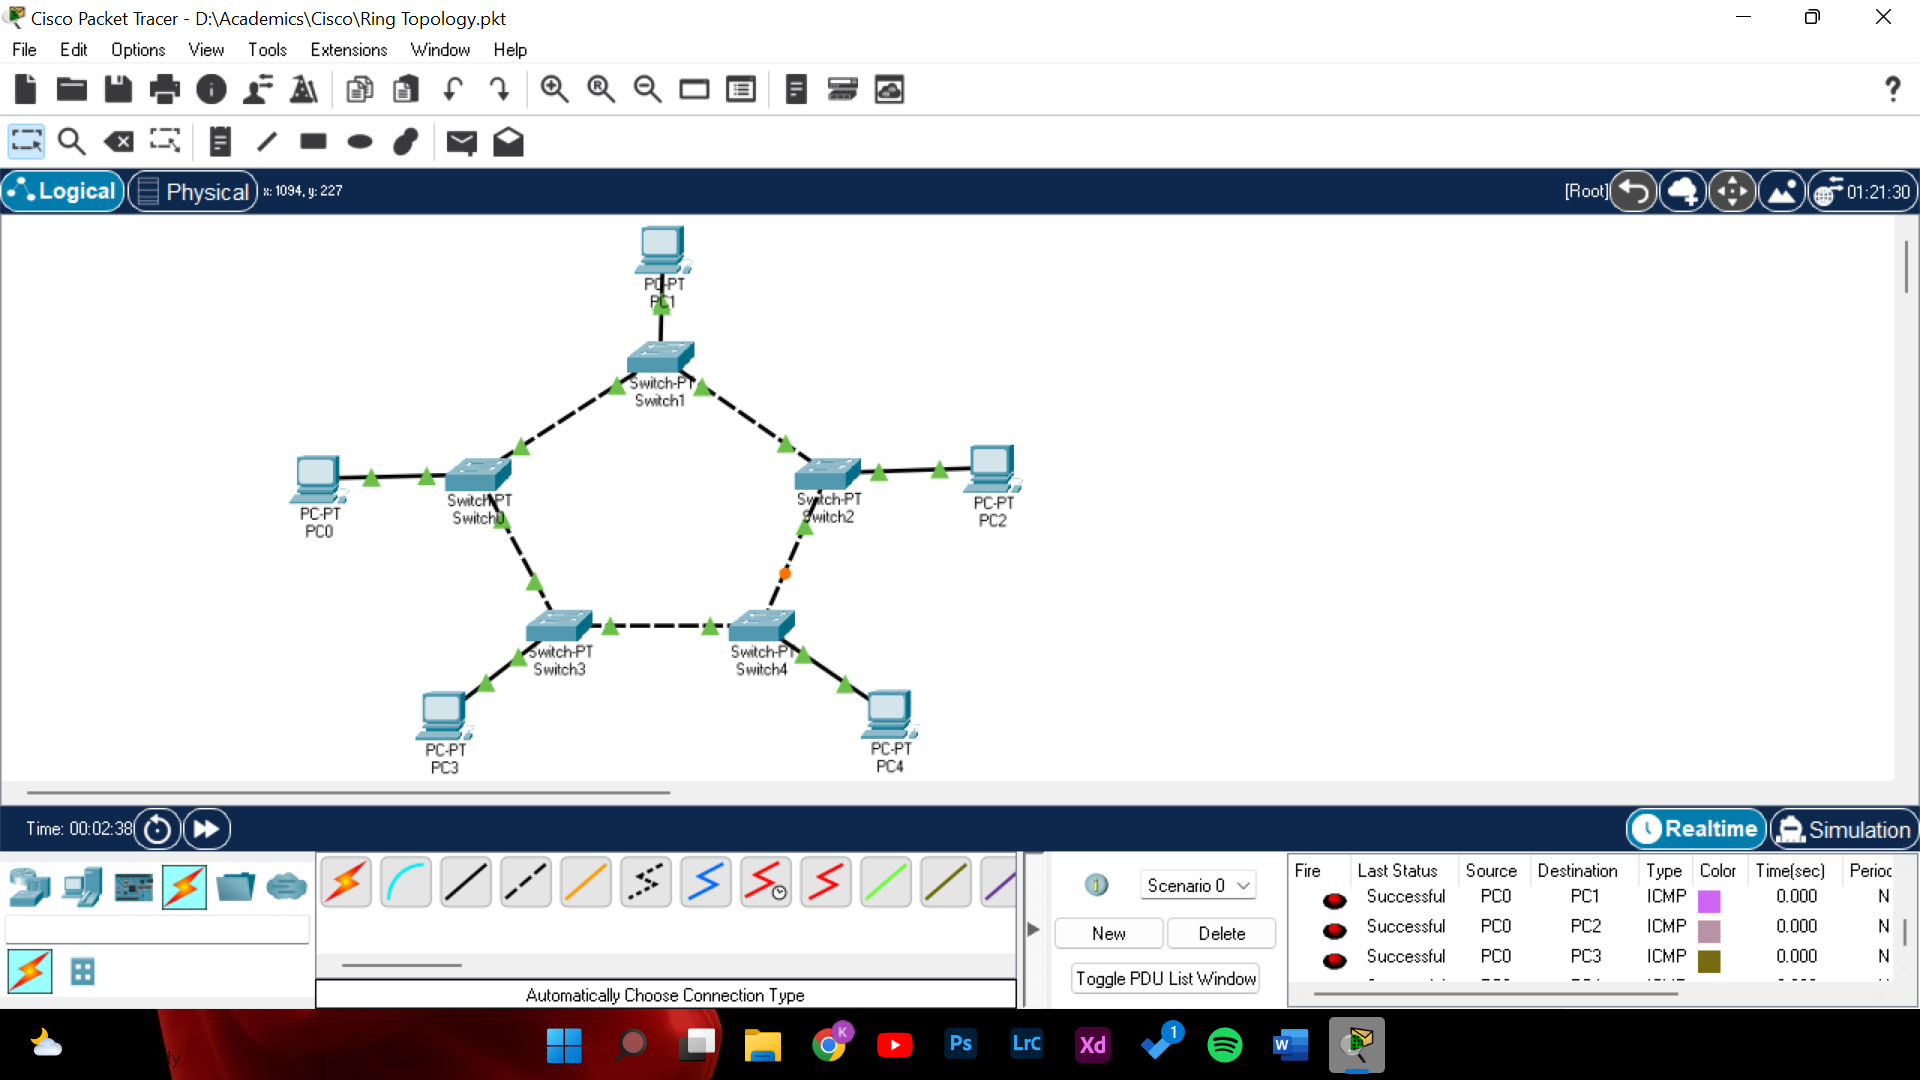 Cisco Packet Tracer - D:\Academics\Cisco\Ring Topology.pkt
File Edit Options View Tools Extensions Window Help
Logical Physical x: 1094, y: 227 [Root] 01:21:30
PC-PT
PC1
Switch-PT
Switch1
PC-PT
PC0
Switch-PT
Switch0
Switch-PT
Switch2
PC-PT
PC2
Switch-PT
Switch3
Switch-PT
Switch4
PC-PT
PC3
PC-PT
PC4
Time: 00:02:38 Realtime Simulation
Scenario 0
New Delete
Toggle PDU List Window
Automatically Choose Connection Type
Fire Last Status Source Destination Type Color Time(sec) Perioc
Successful PC0 PC1 ICMP 0.000 N
Successful PC0 PC2 ICMP 0.000 N
Successful PC0 PC3 ICMP 0.000 N
K
Ps
LrC
Xd
1
W